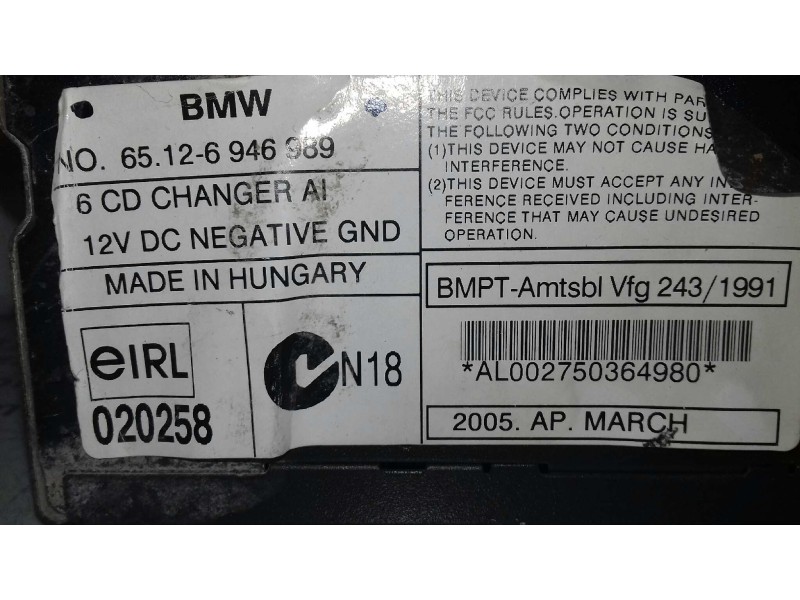 BMW
NO. 65.12-6 946 989
6 CD CHANGER AI
12V DC NEGATIVE GND
MADE IN HUNGARY
eIRL
020258
N18
THIS DEVICE COMPLIES WITH PAR
THE FCC RULES.OPERATION IS SU
THE FOLLOWING TWO CONDITIONS
(1)THIS DEVICE MAY NOT CAUSE HA
INTERFERENCE.
(2)THIS DEVICE MUST ACCEPT ANY IN
FERENCE RECEIVED INCLUDING INTER-
FERENCE THAT MAY CAUSE UNDESIRED
OPERATION.
BMPT-Amtsbl Vfg 243/1991
*AL002750364980*
2005. AP. MARCH